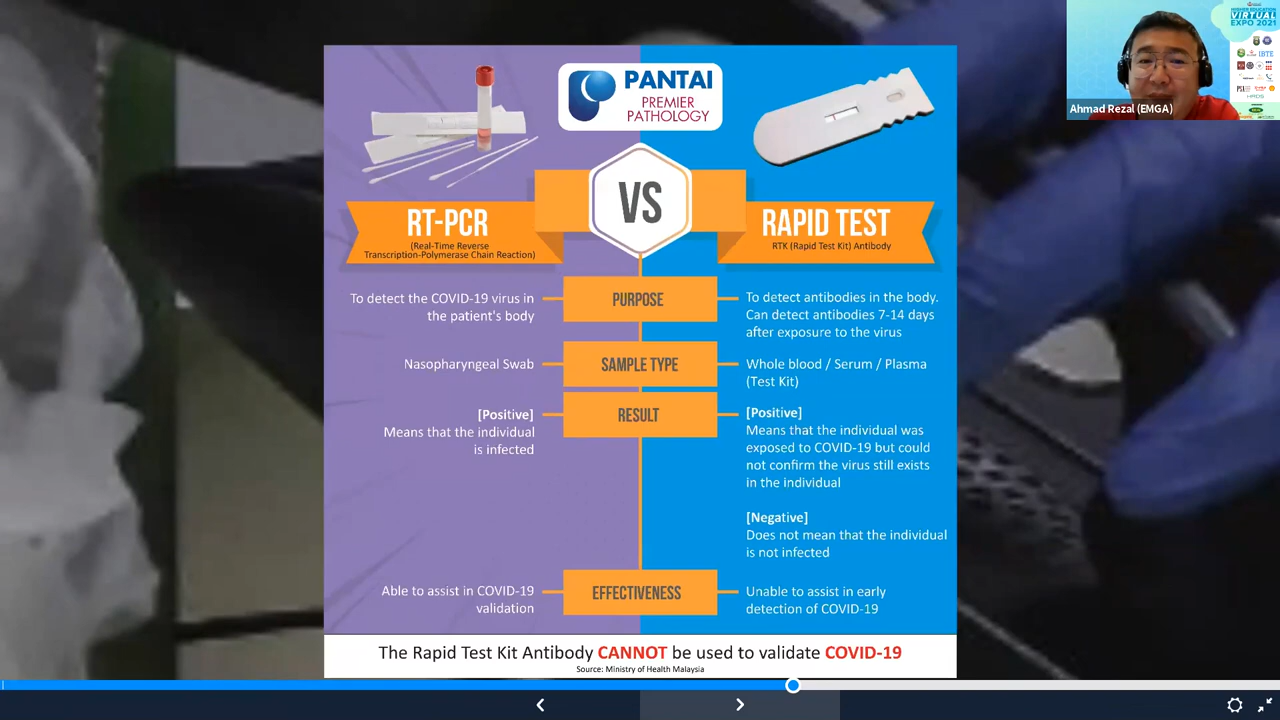 PANTAI
PREMIER
PATHOLOGY
VS
RT-PCR
(Real-Time Reverse
Transcription-Polymerase Chain Reaction)
RAPID TEST
RTK (Rapid Test Kit) Antibody
To detect the COVID-19 virus in
the patient's body
PURPOSE
To detect antibodies in the body.
Can detect antibodies 7-14 days
after exposure to the virus
Nasopharyngeal Swab
SAMPLE TYPE
Whole blood / Serum / Plasma
(Test Kit)
[Positive]
Means that the individual
is infected
RESULT
[Positive]
Means that the individual was
exposed to COVID-19 but could
not confirm the virus still exists
in the individual
[Negative]
Does not mean that the individual
is not infected
Able to assist in COVID-19
validation
EFFECTIVENESS
Unable to assist in early
detection of COVID-19
The Rapid Test Kit Antibody CANNOT be used to validate COVID-19
Source: Ministry of Health Malaysia
Ahmad Rezal (EMGA)
HIGHER EDUCATION
VIRTUAL
EXPO 2021
IBTE